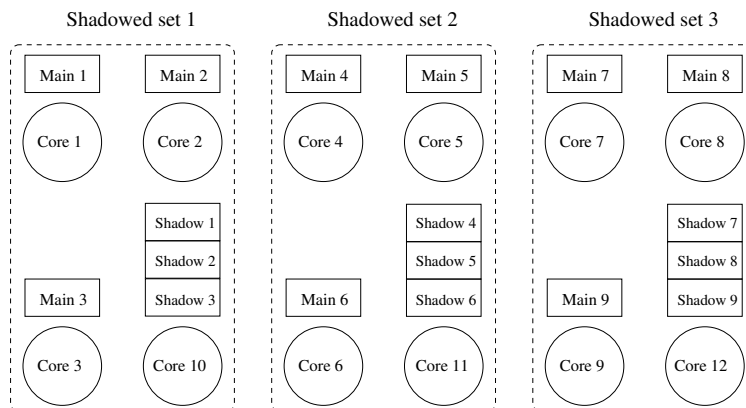 Shadowed set 1
Shadowed set 2
Shadowed set 3
Main 1
Main 2
Main 4
Main 5
Main 7
Main 8
Core 1
Core 2
Core 4
Core 5
Core 7
Core 8
Shadow 1
Shadow 4
Shadow 7
Shadow 2
Shadow 5
Shadow 8
Main 3
Shadow 3
Main 6
Shadow 6
Main 9
Shadow 9
Core 3
Core 10
Core 6
Core 11
Core 9
Core 12